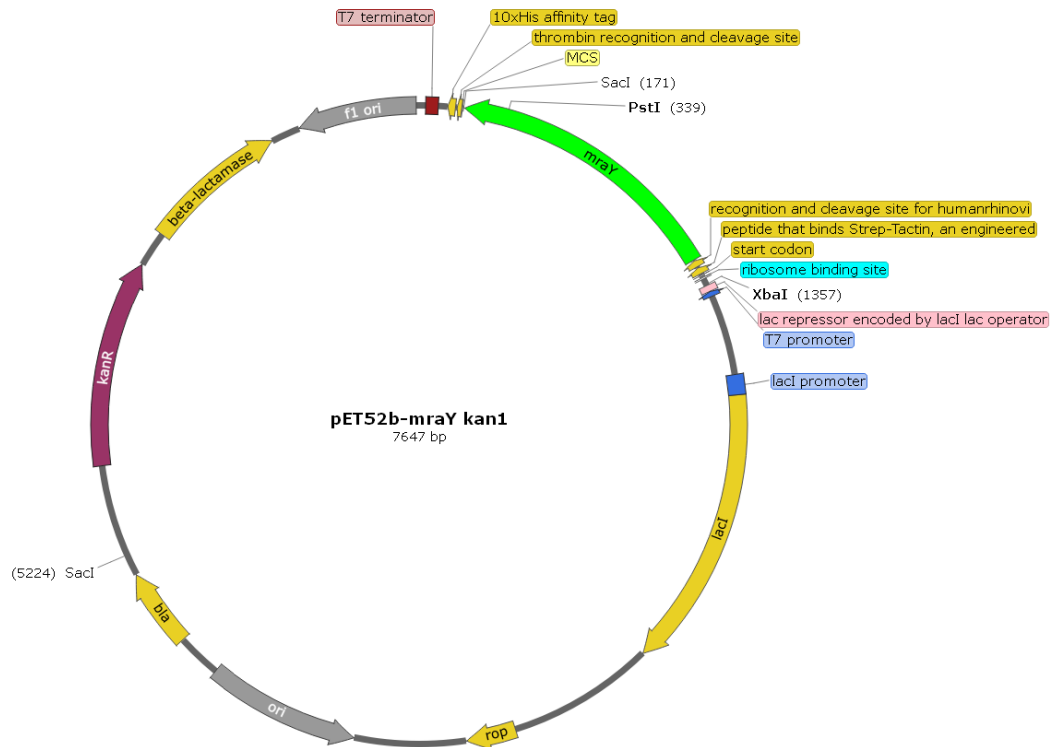 T7 terminator
10xHis affinity tag
thrombin recognition and cleavage site
MCS
SacI (171)
PstI (339)
f1 ori
mraY
beta-lactamase
recognition and cleavage site for humanrhinovi
peptide that binds Strep-Tactin, an engineered
start codon
ribosome binding site
XbaI (1357)
lac repressor encoded by lacI lac operator
T7 promoter
lacI promoter
kanR
pET52b-mraY kan1
7647 bp
lacI
(5224) SacI
bla
ori
rop